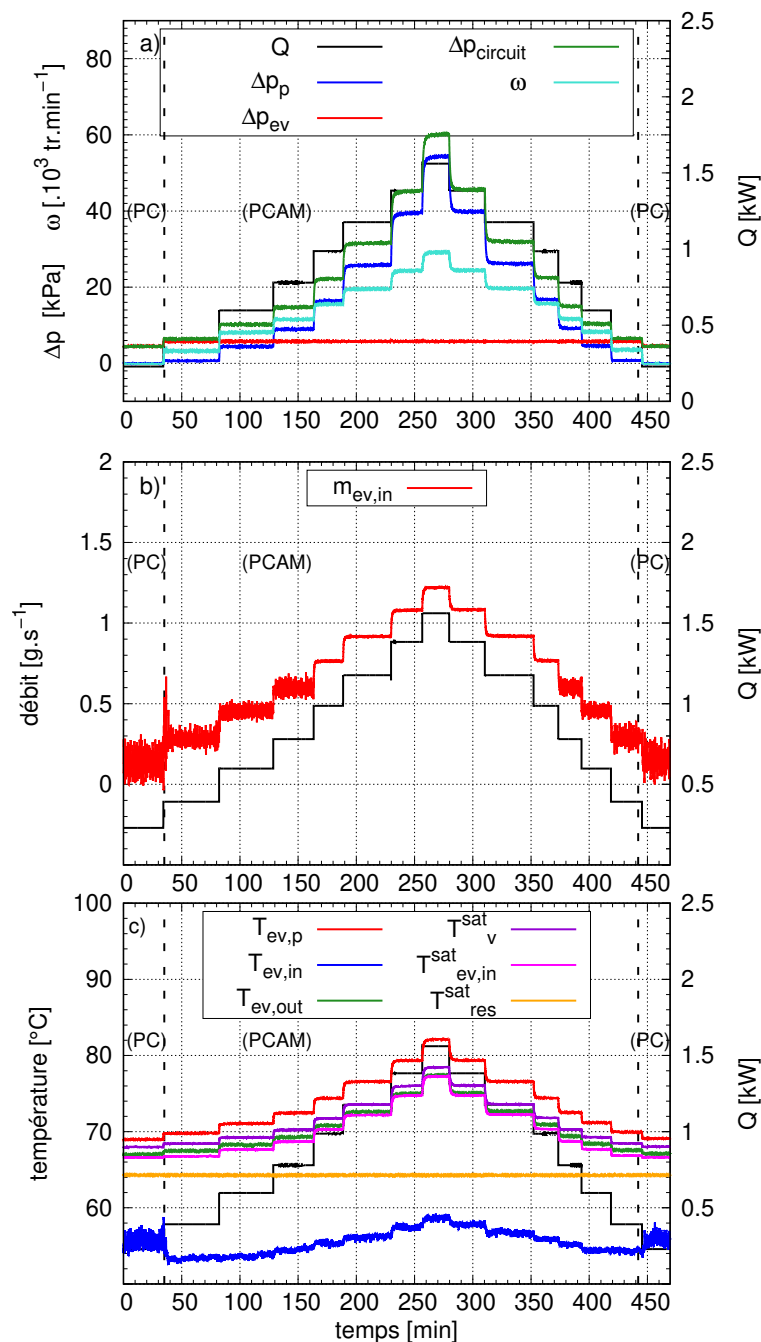 a)
Q
Δp_p
Δp_ev
Δp_circuit
ω
(PC)
(PCAM)
(PC)
Δp [kPa] ω [.10³ tr.min⁻¹]
0
20
40
60
80
Q [kW]
0
0.5
1
1.5
2
2.5
0 50 100 150 200 250 300 350 400 450
b)
m_ev,in
(PC)
(PCAM)
(PC)
débit [g.s⁻¹]
0
0.5
1
1.5
2
Q [kW]
0
0.5
1
1.5
2
2.5
0 50 100 150 200 250 300 350 400 450
c)
T_ev,p
T_ev,in
T_ev,out
T^sat_v
T^sat_ev,in
T^sat_res
(PC)
(PCAM)
(PC)
température [°C]
60
70
80
90
100
Q [kW]
0
0.5
1
1.5
2
2.5
0 50 100 150 200 250 300 350 400 450
temps [min]